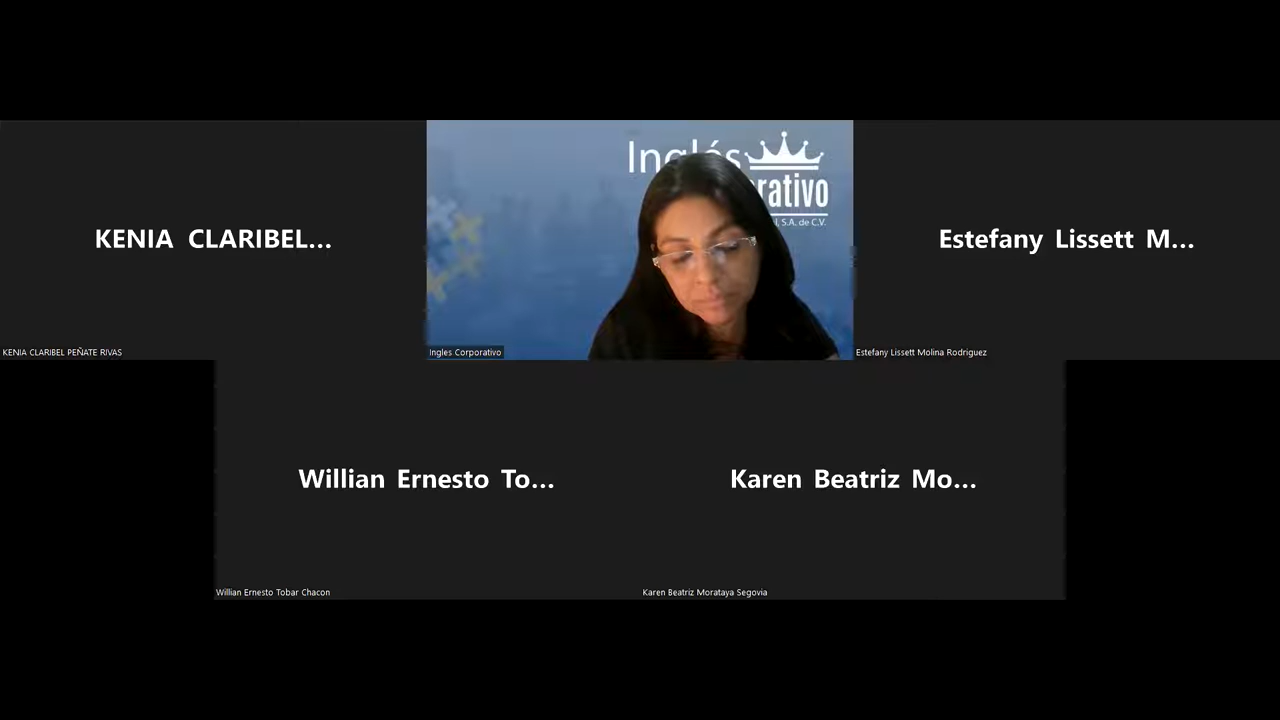 Inglés
rativo
l, S.A. de C.V.
KENIA CLARIBEL...
Estefany Lissett M...
KENIA CLARIBEL PEÑATE RIVAS
Ingles Corporativo
Estefany Lissett Molina Rodriguez
Willian Ernesto To...
Karen Beatriz Mo...
Willian Ernesto Tobar Chacon
Karen Beatriz Morataya Segovia